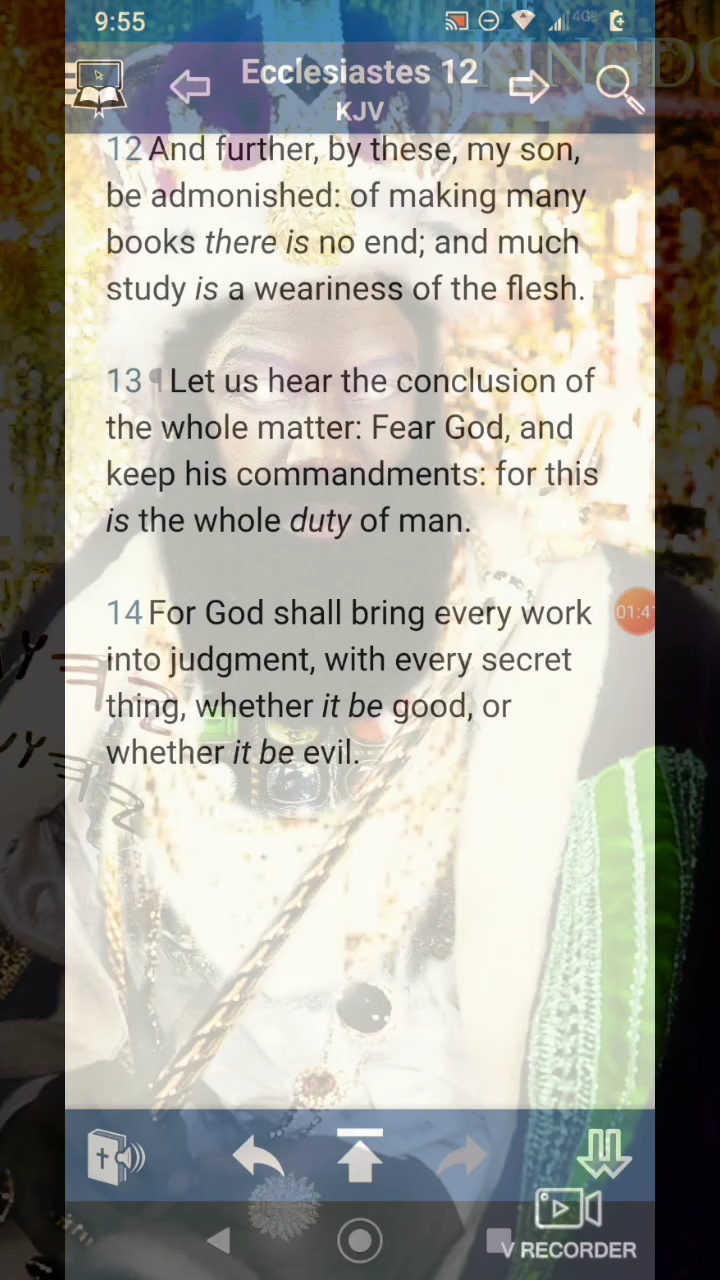 9:55
4GE
KINGDO
Ecclesiastes 12
KJV
12 And further, by these, my son,
be admonished: of making many
books there is no end; and much
study is a weariness of the flesh.
13 ¶ Let us hear the conclusion of
the whole matter: Fear God, and
keep his commandments: for this
is the whole duty of man.
14 For God shall bring every work
into judgment, with every secret
thing, whether it be good, or
whether it be evil.
01:4
V RECORDER